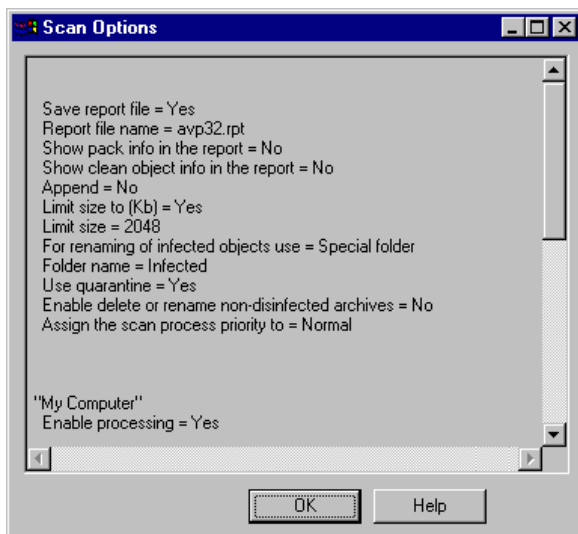 Scan Options
Save report file = Yes
Report file name = avp32.rpt
Show pack info in the report = No
Show clean object info in the report = No
Append = No
Limit size to (Kb) = Yes
Limit size = 2048
For renaming of infected objects use = Special folder
Folder name = Infected
Use quarantine = Yes
Enable delete or rename non-disinfected archives = No
Assign the scan process priority to = Normal
"My Computer"
Enable processing = Yes
OK
Help